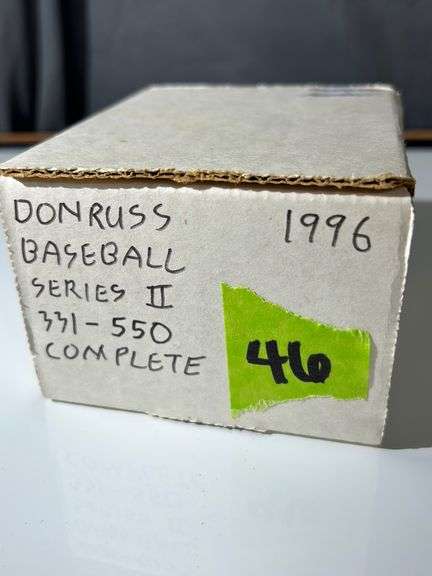 DONRUSS 1996
BASEBALL
SERIES II
331-550
COMPLETE
46